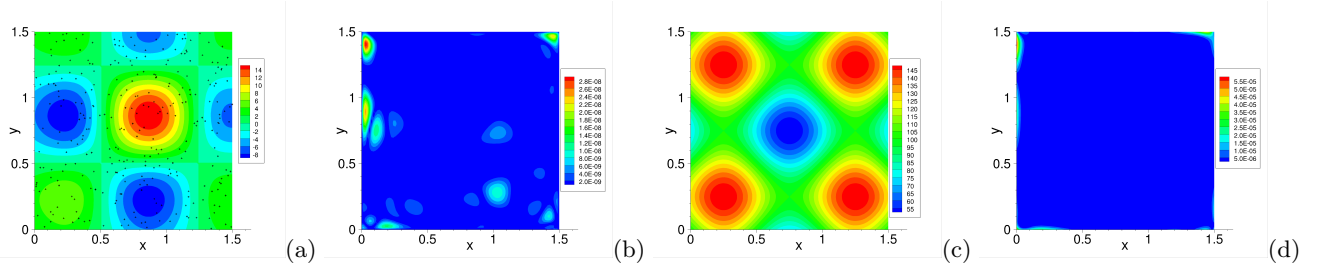 1.5
1
0.5
0
y
0 0.5 1 1.5
x
14
12
10
8
6
4
2
0
-2
-4
-6
-8
(a)
1.5
1
0.5
0
y
0 0.5 1 1.5
x
2.8E-08
2.6E-08
2.4E-08
2.2E-08
2.0E-08
1.8E-08
1.6E-08
1.4E-08
1.2E-08
1.0E-08
8.0E-09
6.0E-09
4.0E-09
2.0E-09
(b)
1.5
1
0.5
0
y
0 0.5 1 1.5
x
145
140
135
130
125
120
115
110
105
100
95
90
85
80
75
70
65
60
55
(c)
1.5
1
0.5
0
y
0 0.5 1 1.5
x
5.5E-05
5.0E-05
4.5E-05
4.0E-05
3.5E-05
3.0E-05
2.5E-05
2.0E-05
1.5E-05
1.0E-05
5.0E-06
(d)